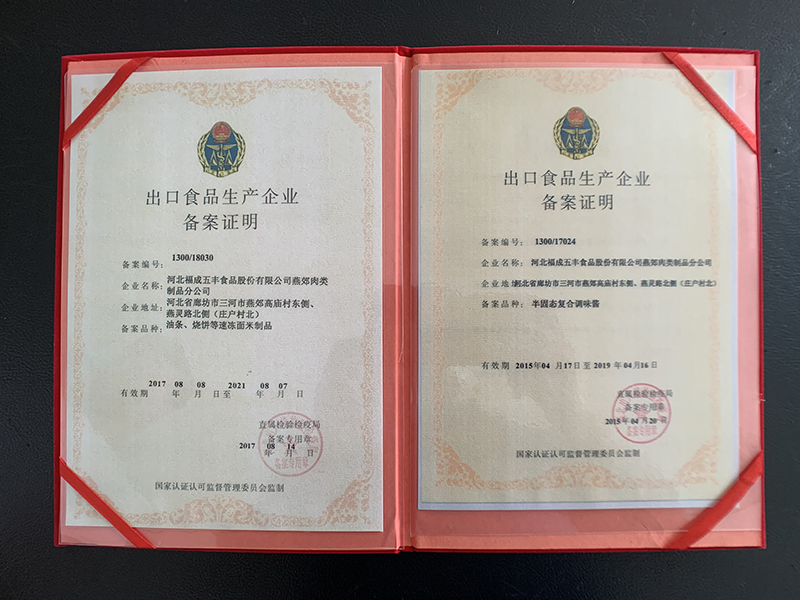 出口食品生产企业
备案证明
备案编号: 1300/18030
企业名称: 河北福成五丰食品股份有限公司燕郊肉类
制品分公司
企业地址: 河北省廊坊市三河市燕郊高庙村东侧、
燕灵路北侧（庄户村北）
备案品种: 油条、烧饼等速冻面米制品
有效期 2017 年 08 月 08 日至 2021 年 08 月 07 日
直属检验检疫局
备案专用章
2017 年 08 月 14 日
国家认证认可监督管理委员会监制
出口食品生产企业
备案证明
备案编号: 1300/17024
企业名称: 河北福成五丰食品股份有限公司燕郊肉类制品分公司
企业地址:河北省廊坊市三河市燕郊高庙村东侧、燕灵路北侧（庄户村北）
备案品种: 半固态复合调味酱
有效期 2015年04月17日至2019年04月16日
直属检验检疫局
备案专用章
2015年04月20日
国家认证认可监督管理委员会监制